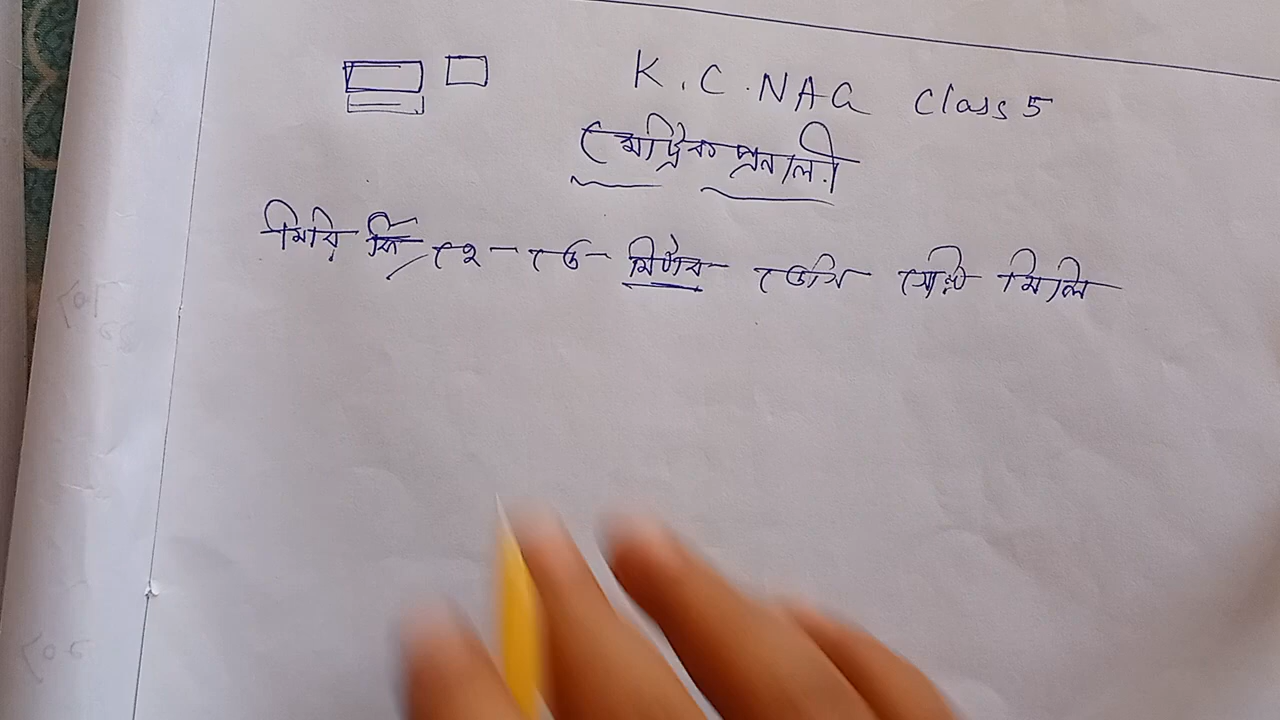 K.C.NAG Class 5
মেট্রিক প্রনালী
মিরি হে ডে মিটার ডেসি সেন্টি মিলি